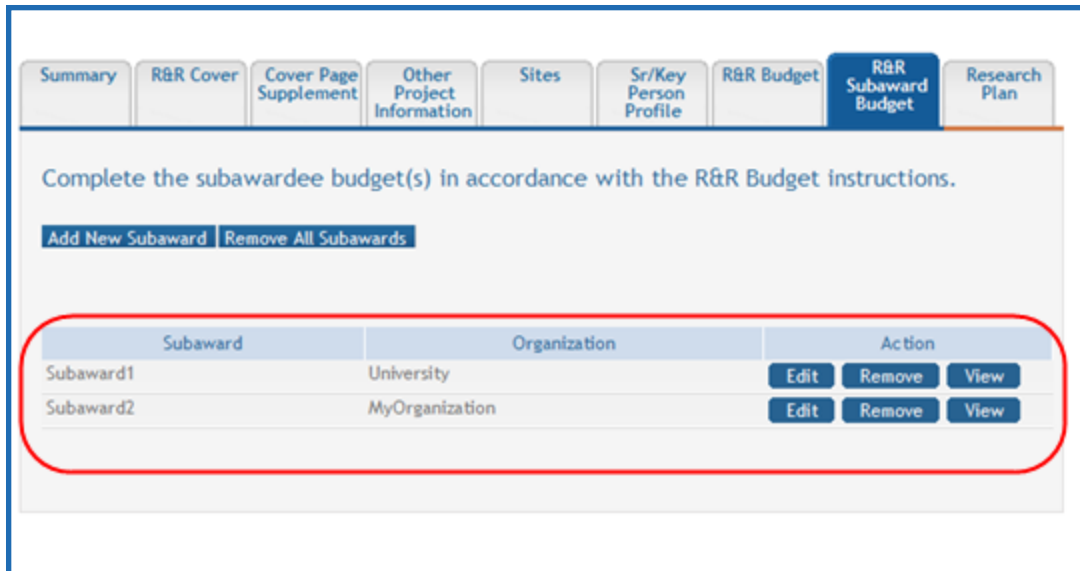 Summary
R&R Cover
Cover Page
Supplement
Other
Project
Information
Sites
Sr/Key
Person
Profile
R&R Budget
R&R
Subaward
Budget
Research
Plan
Complete the subawardee budget(s) in accordance with the R&R Budget instructions.
Add New Subaward Remove All Subawards
Subaward Organization Action
Subaward1 University Edit Remove View
Subaward2 MyOrganization Edit Remove View